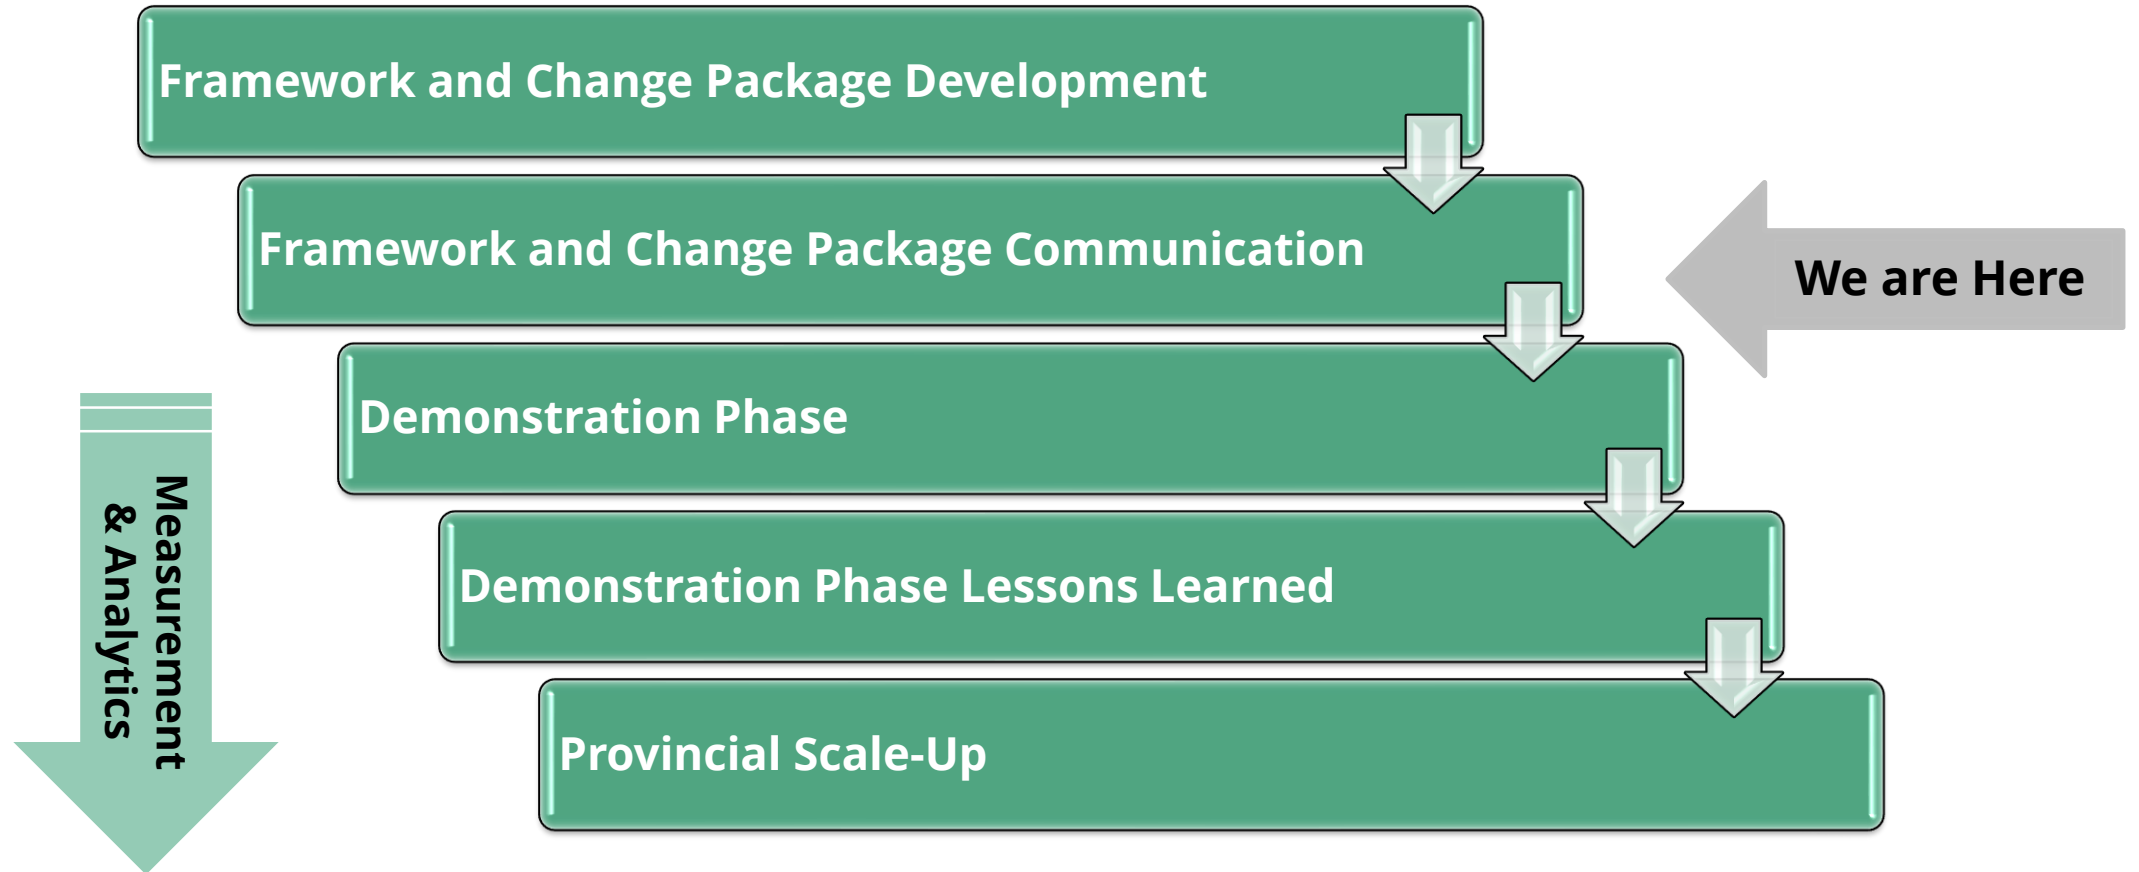 Framework and Change Package Development
Framework and Change Package Communication
We are Here
Demonstration Phase
Measurement
& Analytics
Demonstration Phase Lessons Learned
Provincial Scale-Up